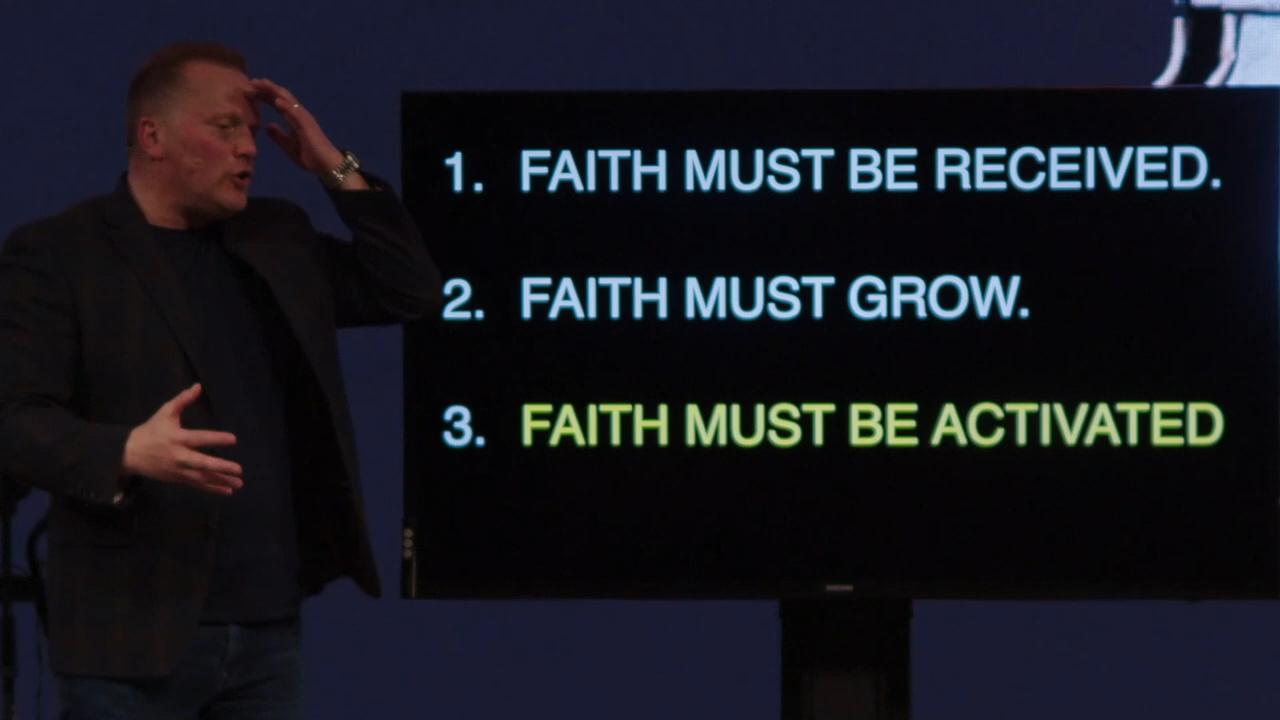 1. FAITH MUST BE RECEIVED.
2. FAITH MUST GROW.
3. FAITH MUST BE ACTIVATED